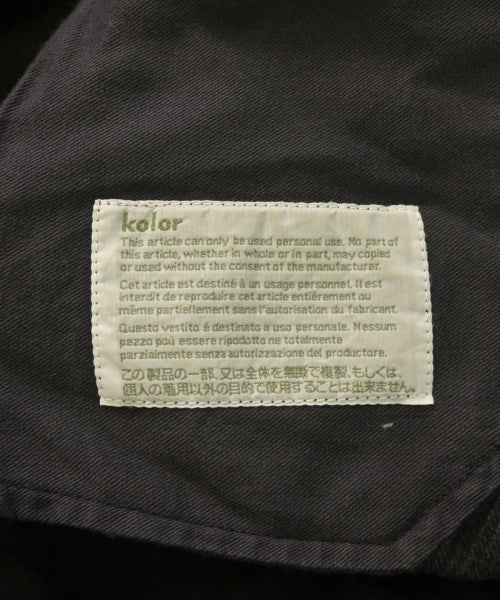 kolor
This article can only be used personal use. No part of
this article, whether in whole or in part, may copied
or used without the consent of the manufacturer.
Cet article est destiné à un usage personnel. Il est
interdit de reproduire cet article entiérement ou
même partiellement sans l'autorisation du fabricant.
Questo vestito é destinato a uso personale. Nessum
pezzo poú essere ripodotto ne totalmente
parzialmente senza autorizzazione del produttore.
この製品の一部、又は全体を無断で複製、もしくは、
個人の着用以外の目的で使用することは出来ません。